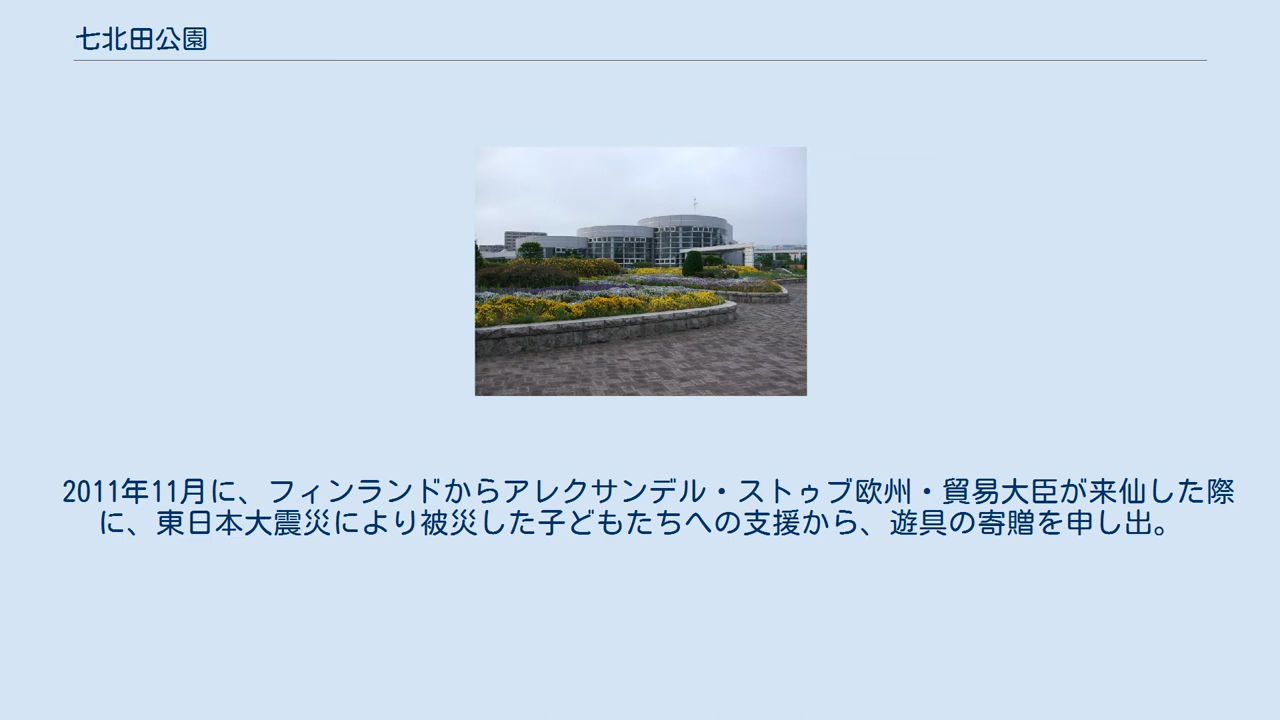 七北田公園
2011年11月に、フィンランドからアレクサンデル・ストゥブ欧州・貿易大臣が来仙した際
に、東日本大震災により被災した子どもたちへの支援から、遊具の寄贈を申し出。